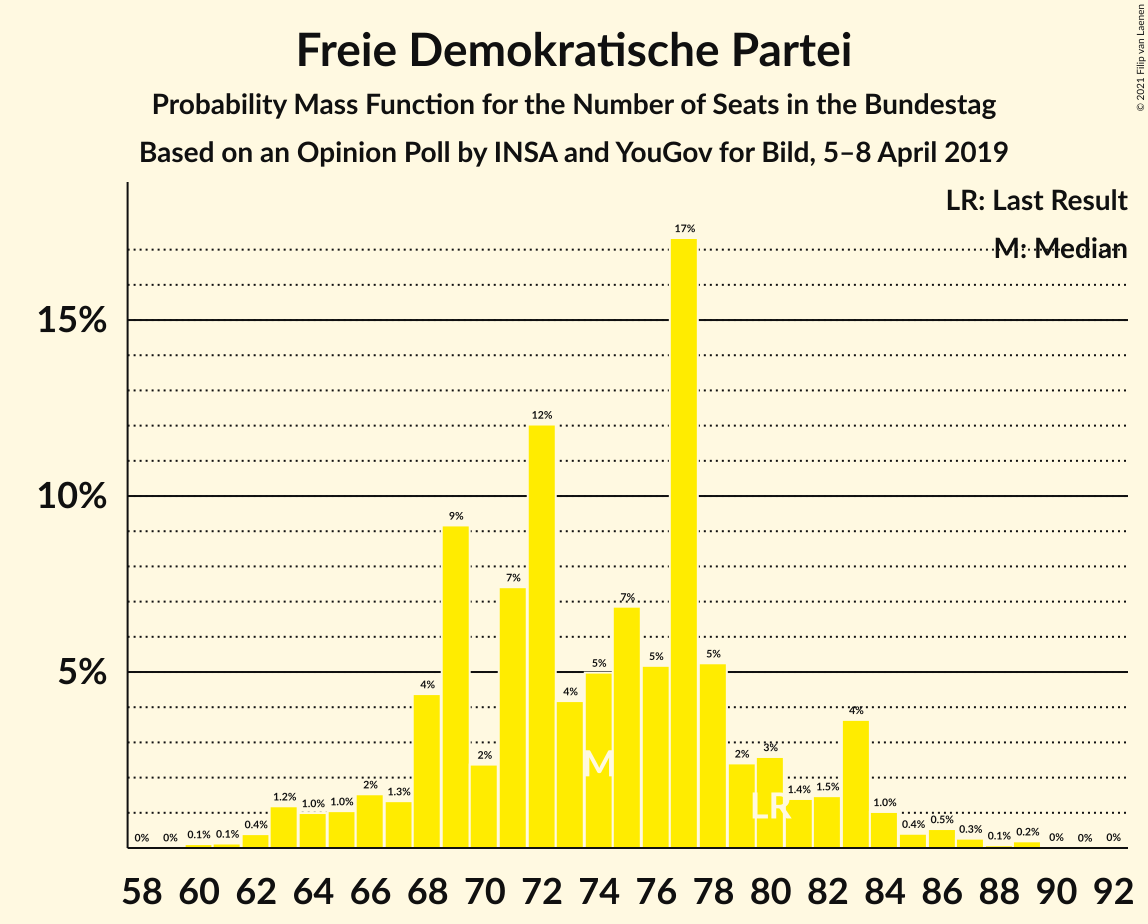 Freie Demokratische Partei
Probability Mass Function for the Number of Seats in the Bundestag
Based on an Opinion Poll by INSA and YouGov for Bild, 5–8 April 2019
© 2021 Filip van Laenen
LR: Last Result
M: Median
15%
10%
5%
0% 0% 0.1% 0.1% 0.4% 1.2% 1.0% 1.0% 2% 1.3% 4% 9% 2% 7% 12% 4% 5% 7% 5% 17% 5% 2% 3% 1.4% 1.5% 4% 1.0% 0.4% 0.5% 0.3% 0.1% 0.2% 0% 0% 0%
M
LR
58 60 62 64 66 68 70 72 74 76 78 80 82 84 86 88 90 92